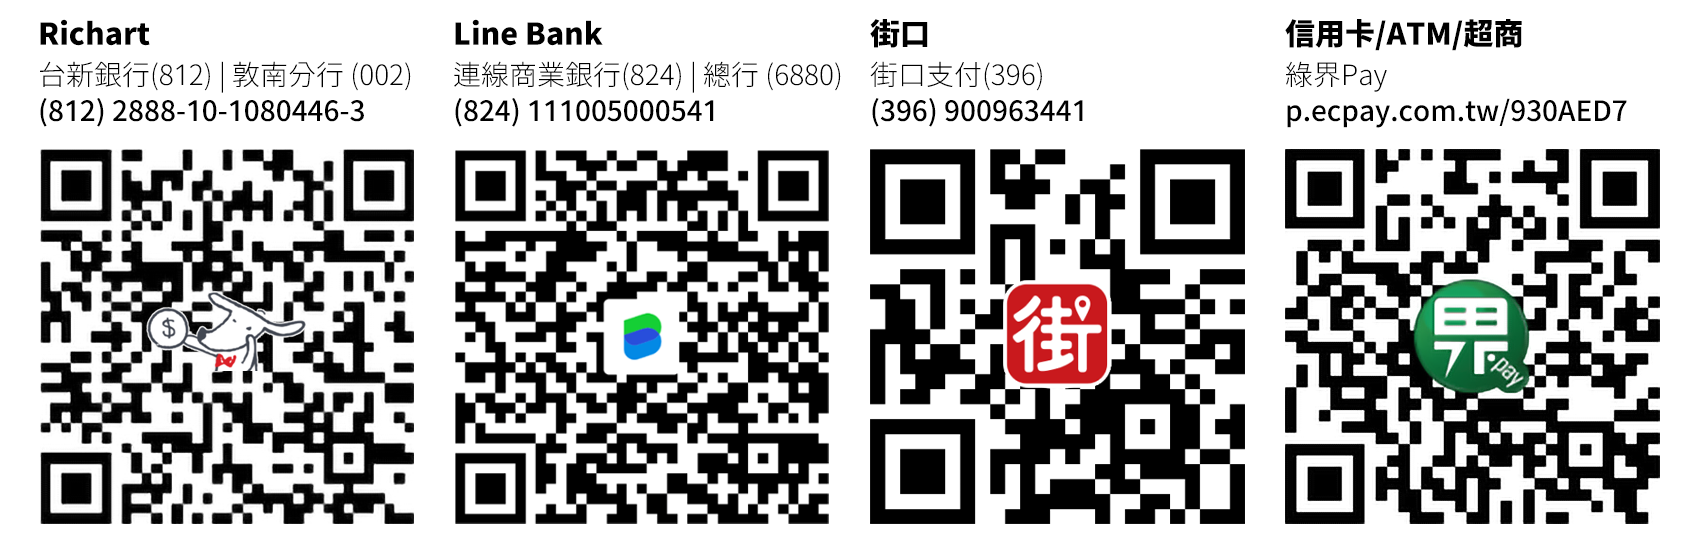 Richart
台新銀行(812) | 敦南分行 (002)
(812) 2888-10-1080446-3
$
Line Bank
連線商業銀行(824) | 總行 (6880)
(824) 111005000541
街口
街口支付(396)
(396) 900963441
街
信用卡/ATM/超商
綠界Pay
p.ecpay.com.tw/930AED7
界
pay